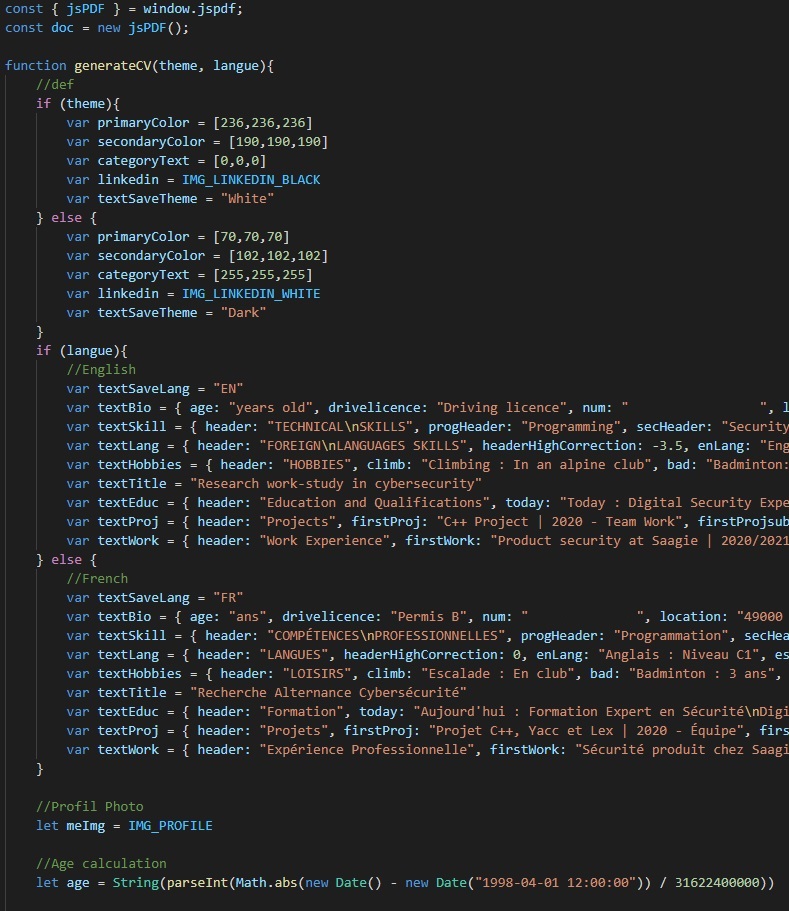 const { jsPDF } = window.jspdf;
const doc = new jsPDF();
function generateCV(theme, langue){
//def
if (theme){
var primaryColor = [236,236,236]
var secondaryColor = [190,190,190]
var categoryText = [0,0,0]
var linkedin = IMG_LINKEDIN_BLACK
var textSaveTheme = "White"
} else {
var primaryColor = [70,70,70]
var secondaryColor = [102,102,102]
var categoryText = [255,255,255]
var linkedin = IMG_LINKEDIN_WHITE
var textSaveTheme = "Dark"
}
if (langue){
//English
var textSaveLang = "EN"
var textBio = { age: "years old", drivelicence: "Driving licence", num: " ", l
var textSkill = { header: "TECHNICAL\nSKILLS", progHeader: "Programming", secHeader: "Security
var textLang = { header: "FOREIGN\nLANGUAGES SKILLS", headerHighCorrection: -3.5, enLang: "Eng
var textHobbies = { header: "HOBBIES", climb: "Climbing : In an alpine club", bad: "Badminton:
var textTitle = "Research work-study in cybersecurity"
var textEduc = { header: "Education and Qualifications", today: "Today : Digital Security Expe
var textProj = { header: "Projects", firstProj: "C++ Project | 2020 - Team Work", firstProjsub
var textWork = { header: "Work Experience", firstWork: "Product security at Saagie | 2020/2021
} else {
//French
var textSaveLang = "FR"
var textBio = { age: "ans", drivelicence: "Permis B", num: " ", location: "49000
var textSkill = { header: "COMPÉTENCES\nPROFESSIONNELLES", progHeader: "Programmation", secHea
var textLang = { header: "LANGUES", headerHighCorrection: 0, enLang: "Anglais : Niveau C1", es
var textHobbies = { header: "LOISIRS", climb: "Escalade : En club", bad: "Badminton : 3 ans",
var textTitle = "Recherche Alternance Cybersécurité"
var textEduc = { header: "Formation", today: "Aujourd'hui : Formation Expert en Sécurité\nDigi
var textProj = { header: "Projets", firstProj: "Projet C++, Yacc et Lex | 2020 - Équipe", firs
var textWork = { header: "Expérience Professionnelle", firstWork: "Sécurité produit chez Saagi
}
//Profil Photo
let meImg = IMG_PROFILE
//Age calculation
let age = String(parseInt(Math.abs(new Date() - new Date("1998-04-01 12:00:00")) / 31622400000))